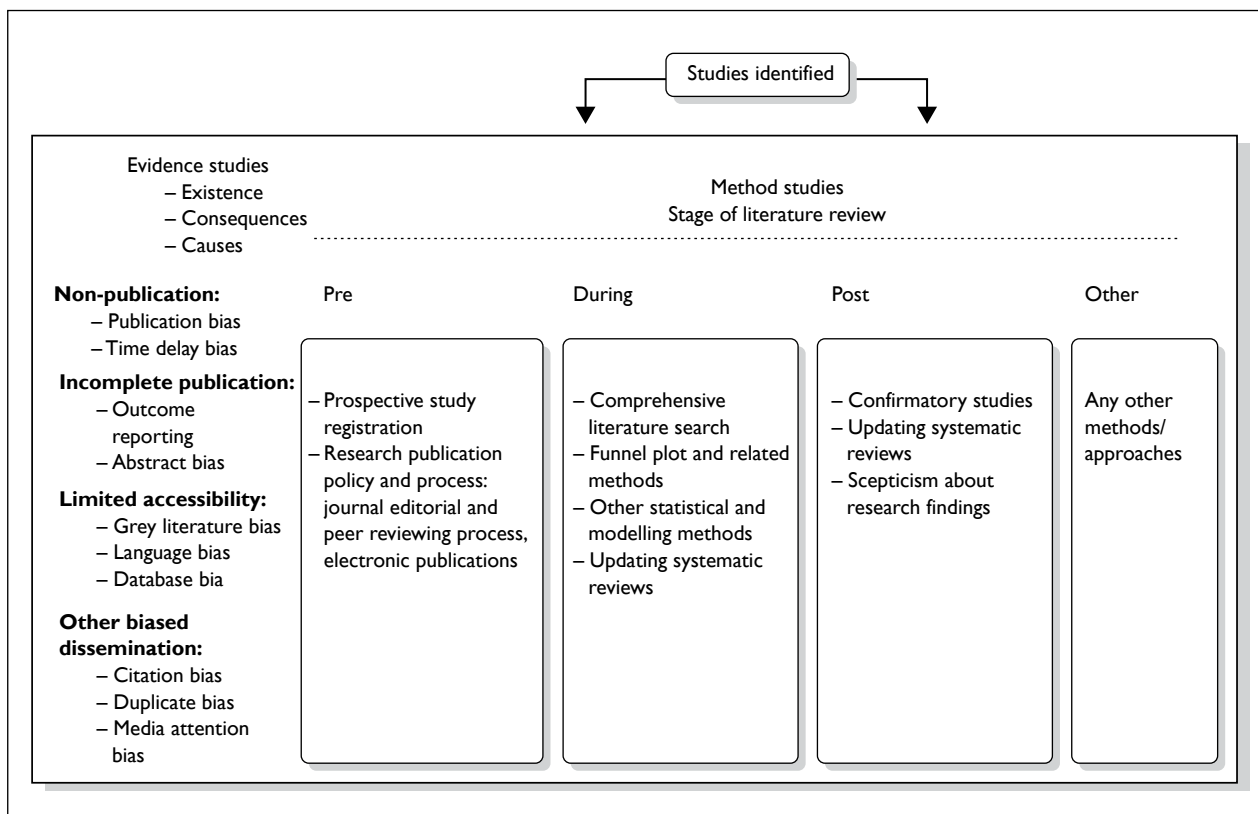 Studies identified
Evidence studies
– Existence
– Consequences
– Causes
Method studies
Stage of literature review
Non-publication:
– Publication bias
– Time delay bias
Incomplete publication:
– Outcome
reporting
– Abstract bias
Limited accessibility:
– Grey literature bias
– Language bias
– Database bia
Other biased
dissemination:
– Citation bias
– Duplicate bias
– Media attention
bias
Pre
– Prospective study
registration
– Research publication
policy and process:
journal editorial and
peer reviewing process,
electronic publications
During
– Comprehensive
literature search
– Funnel plot and related
methods
– Other statistical and
modelling methods
– Updating systematic
reviews
Post
– Confirmatory studies
– Updating systematic
reviews
– Scepticism about
research findings
Other
Any other
methods/
approaches